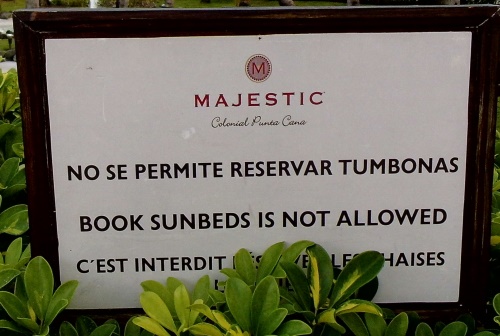 M
MAJESTIC
Colonial Punta Cana
NO SE PERMITE RESERVAR TUMBONAS
BOOK SUNBEDS IS NOT ALLOWED
C´EST INTERDIT